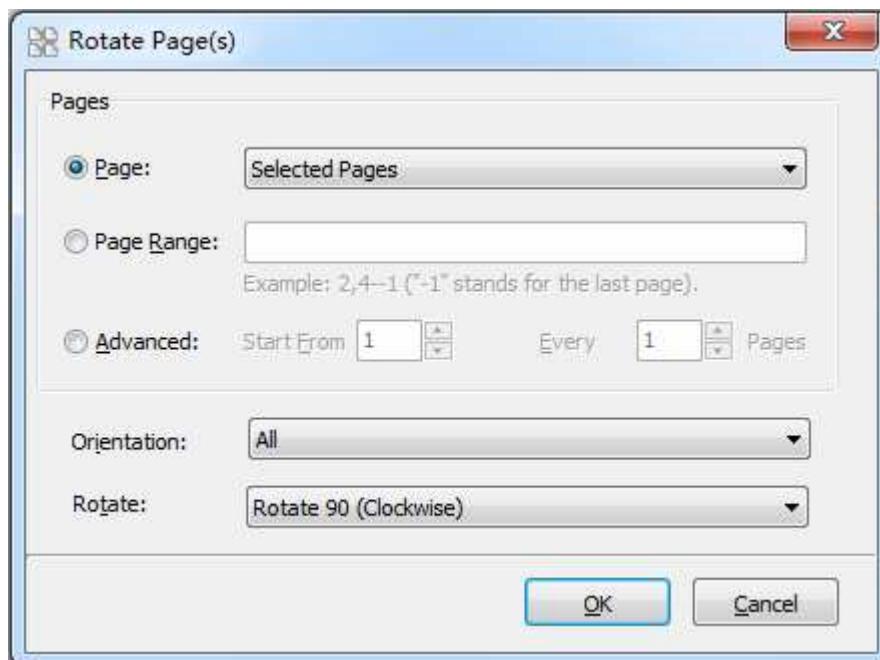 Rotate Page(s)
Pages
Page: Selected Pages
Page Range:
Example: 2,4--1 ("-1" stands for the last page).
Advanced: Start From 1 Every 1 Pages
Orientation: All
Rotate: Rotate 90 (Clockwise)
OK Cancel